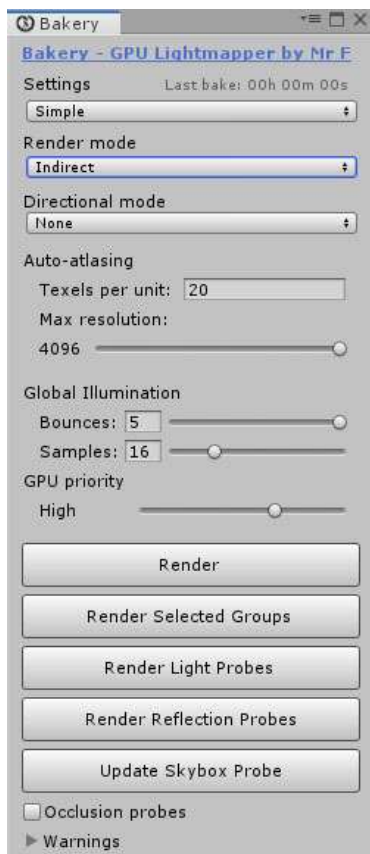 Bakery
Bakery - GPU Lightmapper by Mr F
Settings Last bake: 00h 00m 00s
Simple
Render mode
Indirect
Directional mode
None
Auto-atlasing
Texels per unit: 20
Max resolution:
4096
Global Illumination
Bounces: 5
Samples: 16
GPU priority
High
Render
Render Selected Groups
Render Light Probes
Render Reflection Probes
Update Skybox Probe
Occlusion probes
Warnings